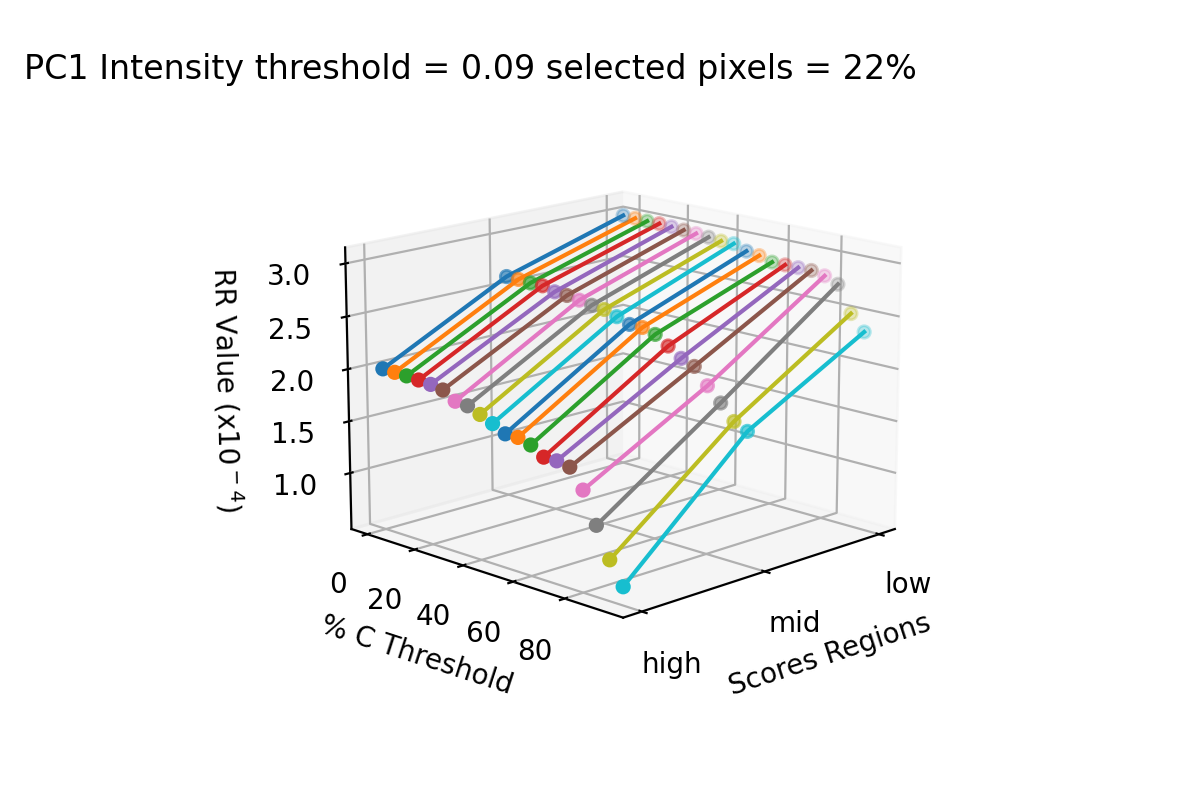 PC1 Intensity threshold = 0.09 selected pixels = 22%
3.0
2.5
2.0
1.5
1.0
RR Value (x10⁻⁴)
0
20
40
60
80
% C Threshold
high
mid
low
Scores Regions